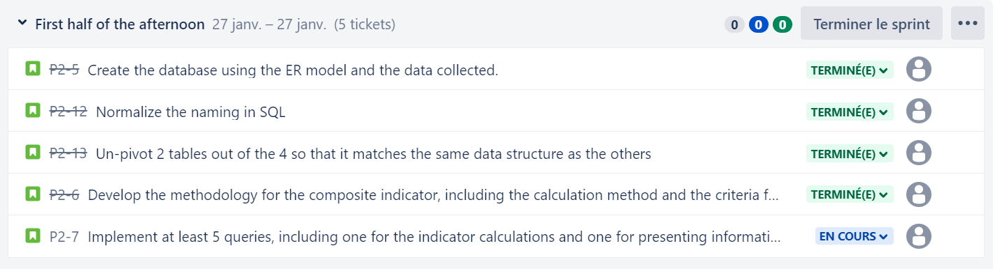 First half of the afternoon 27 janv. – 27 janv. (5 tickets) 0 0 0 Terminer le sprint
P2-5 Create the database using the ER model and the data collected. TERMINÉ(E)
P2-12 Normalize the naming in SQL TERMINÉ(E)
P2-13 Un-pivot 2 tables out of the 4 so that it matches the same data structure as the others TERMINÉ(E)
P2-6 Develop the methodology for the composite indicator, including the calculation method and the criteria f... TERMINÉ(E)
P2-7 Implement at least 5 queries, including one for the indicator calculations and one for presenting informati... EN COURS